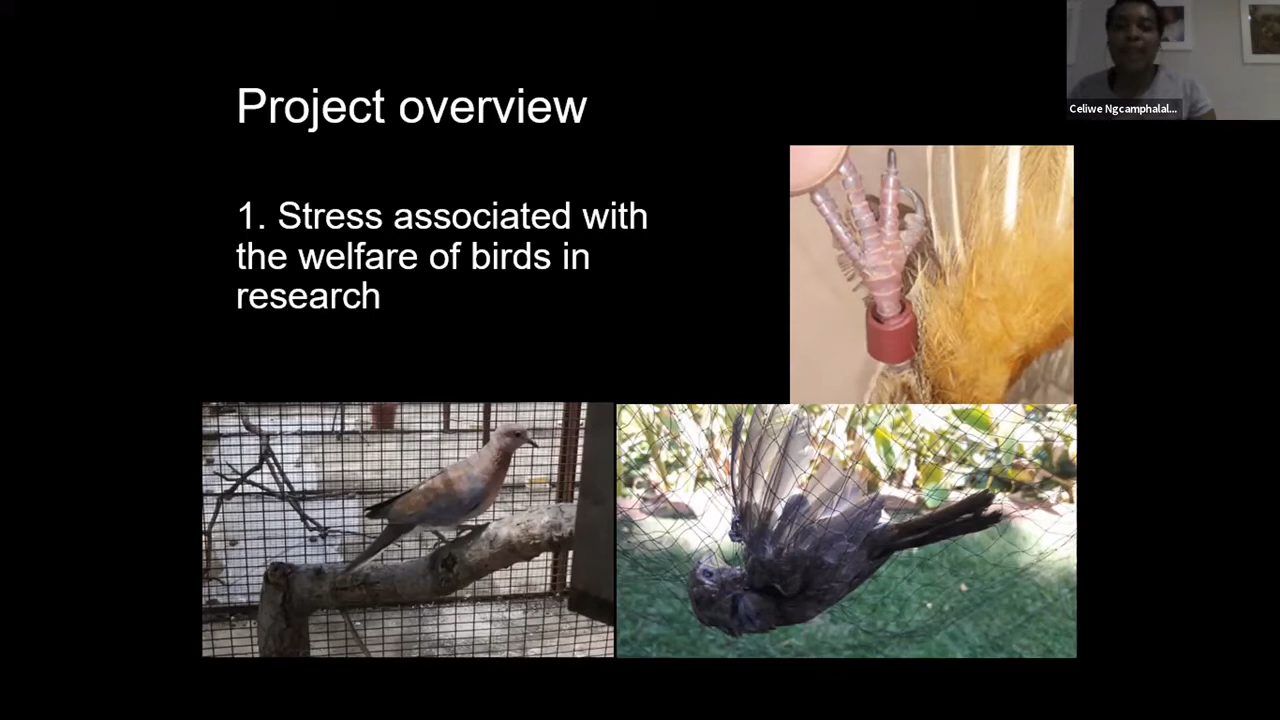 Project overview
1. Stress associated with
the welfare of birds in
research
Celiwe Ngcamphalal...